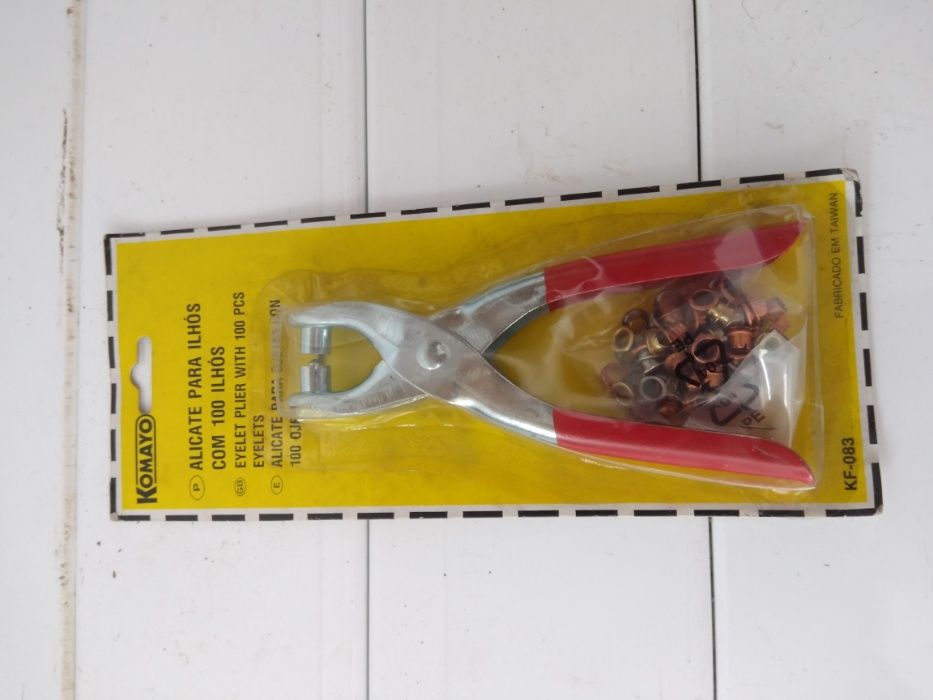 KOMAYO
P ALICATE PARA ILHÓS
COM 100 ILHÓS
GB EYELET PLIER WITH 100 PCS
EYELETS
E ALICATE PARA CON
100
KF-083
FABRICADO EM TAIWAN